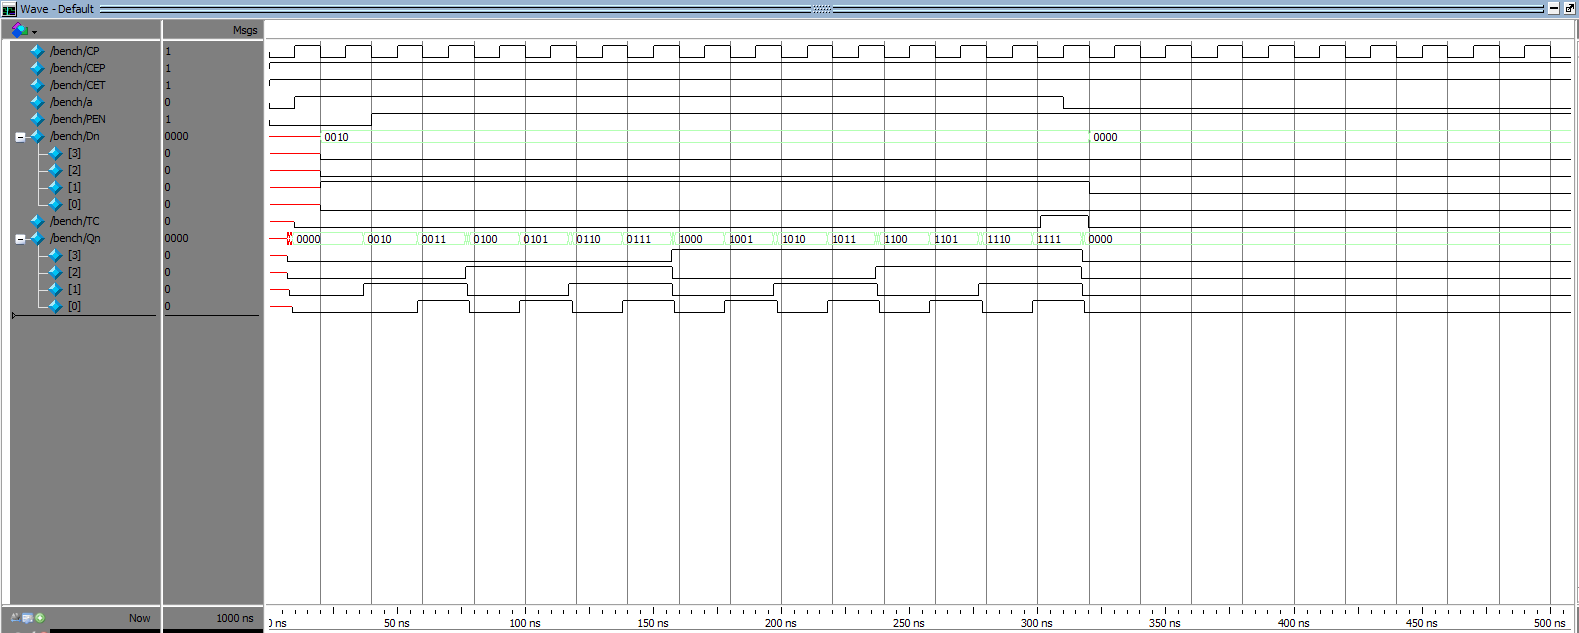 Wave - Default
Msgs
/bench/CP 1
/bench/CEP 1
/bench/CET 1
/bench/a 0
/bench/PEN 1
/bench/Dn 0000 0010 0000
[3] 0
[2] 0
[1] 0
[0] 0
/bench/TC 0
/bench/Qn 0000 0000 0010 0011 0100 0101 0110 0111 1000 1001 1010 1011 1100 1101 1110 1111 0000
[3] 0
[2] 0
[1] 0
[0] 0
Now 1000 ns
ns 50 ns 100 ns 150 ns 200 ns 250 ns 300 ns 350 ns 400 ns 450 ns 500 ns